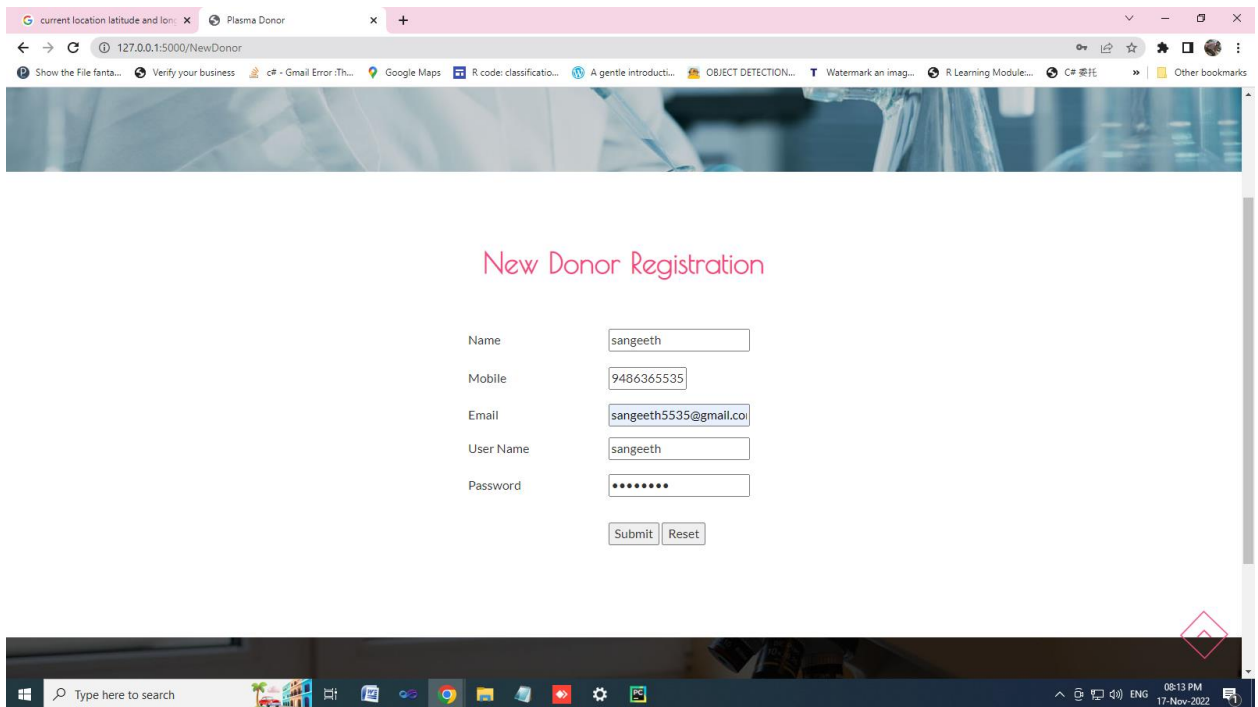 current location latitude and long
Plasma Donor
127.0.0.1:5000/NewDonor
Show the File fanta... Verify your business c# - Gmail Error :Th... Google Maps R code: classificatio... A gentle introducti... OBJECT DETECTION... Watermark an imag... R Learning Module:... C# 委托 » Other bookmarks
New Donor Registration
Name sangeeth
Mobile 9486365535
Email sangeeth5535@gmail.co
User Name sangeeth
Password ••••••••
Submit Reset
Type here to search ENG 08:13 PM
17-Nov-2022